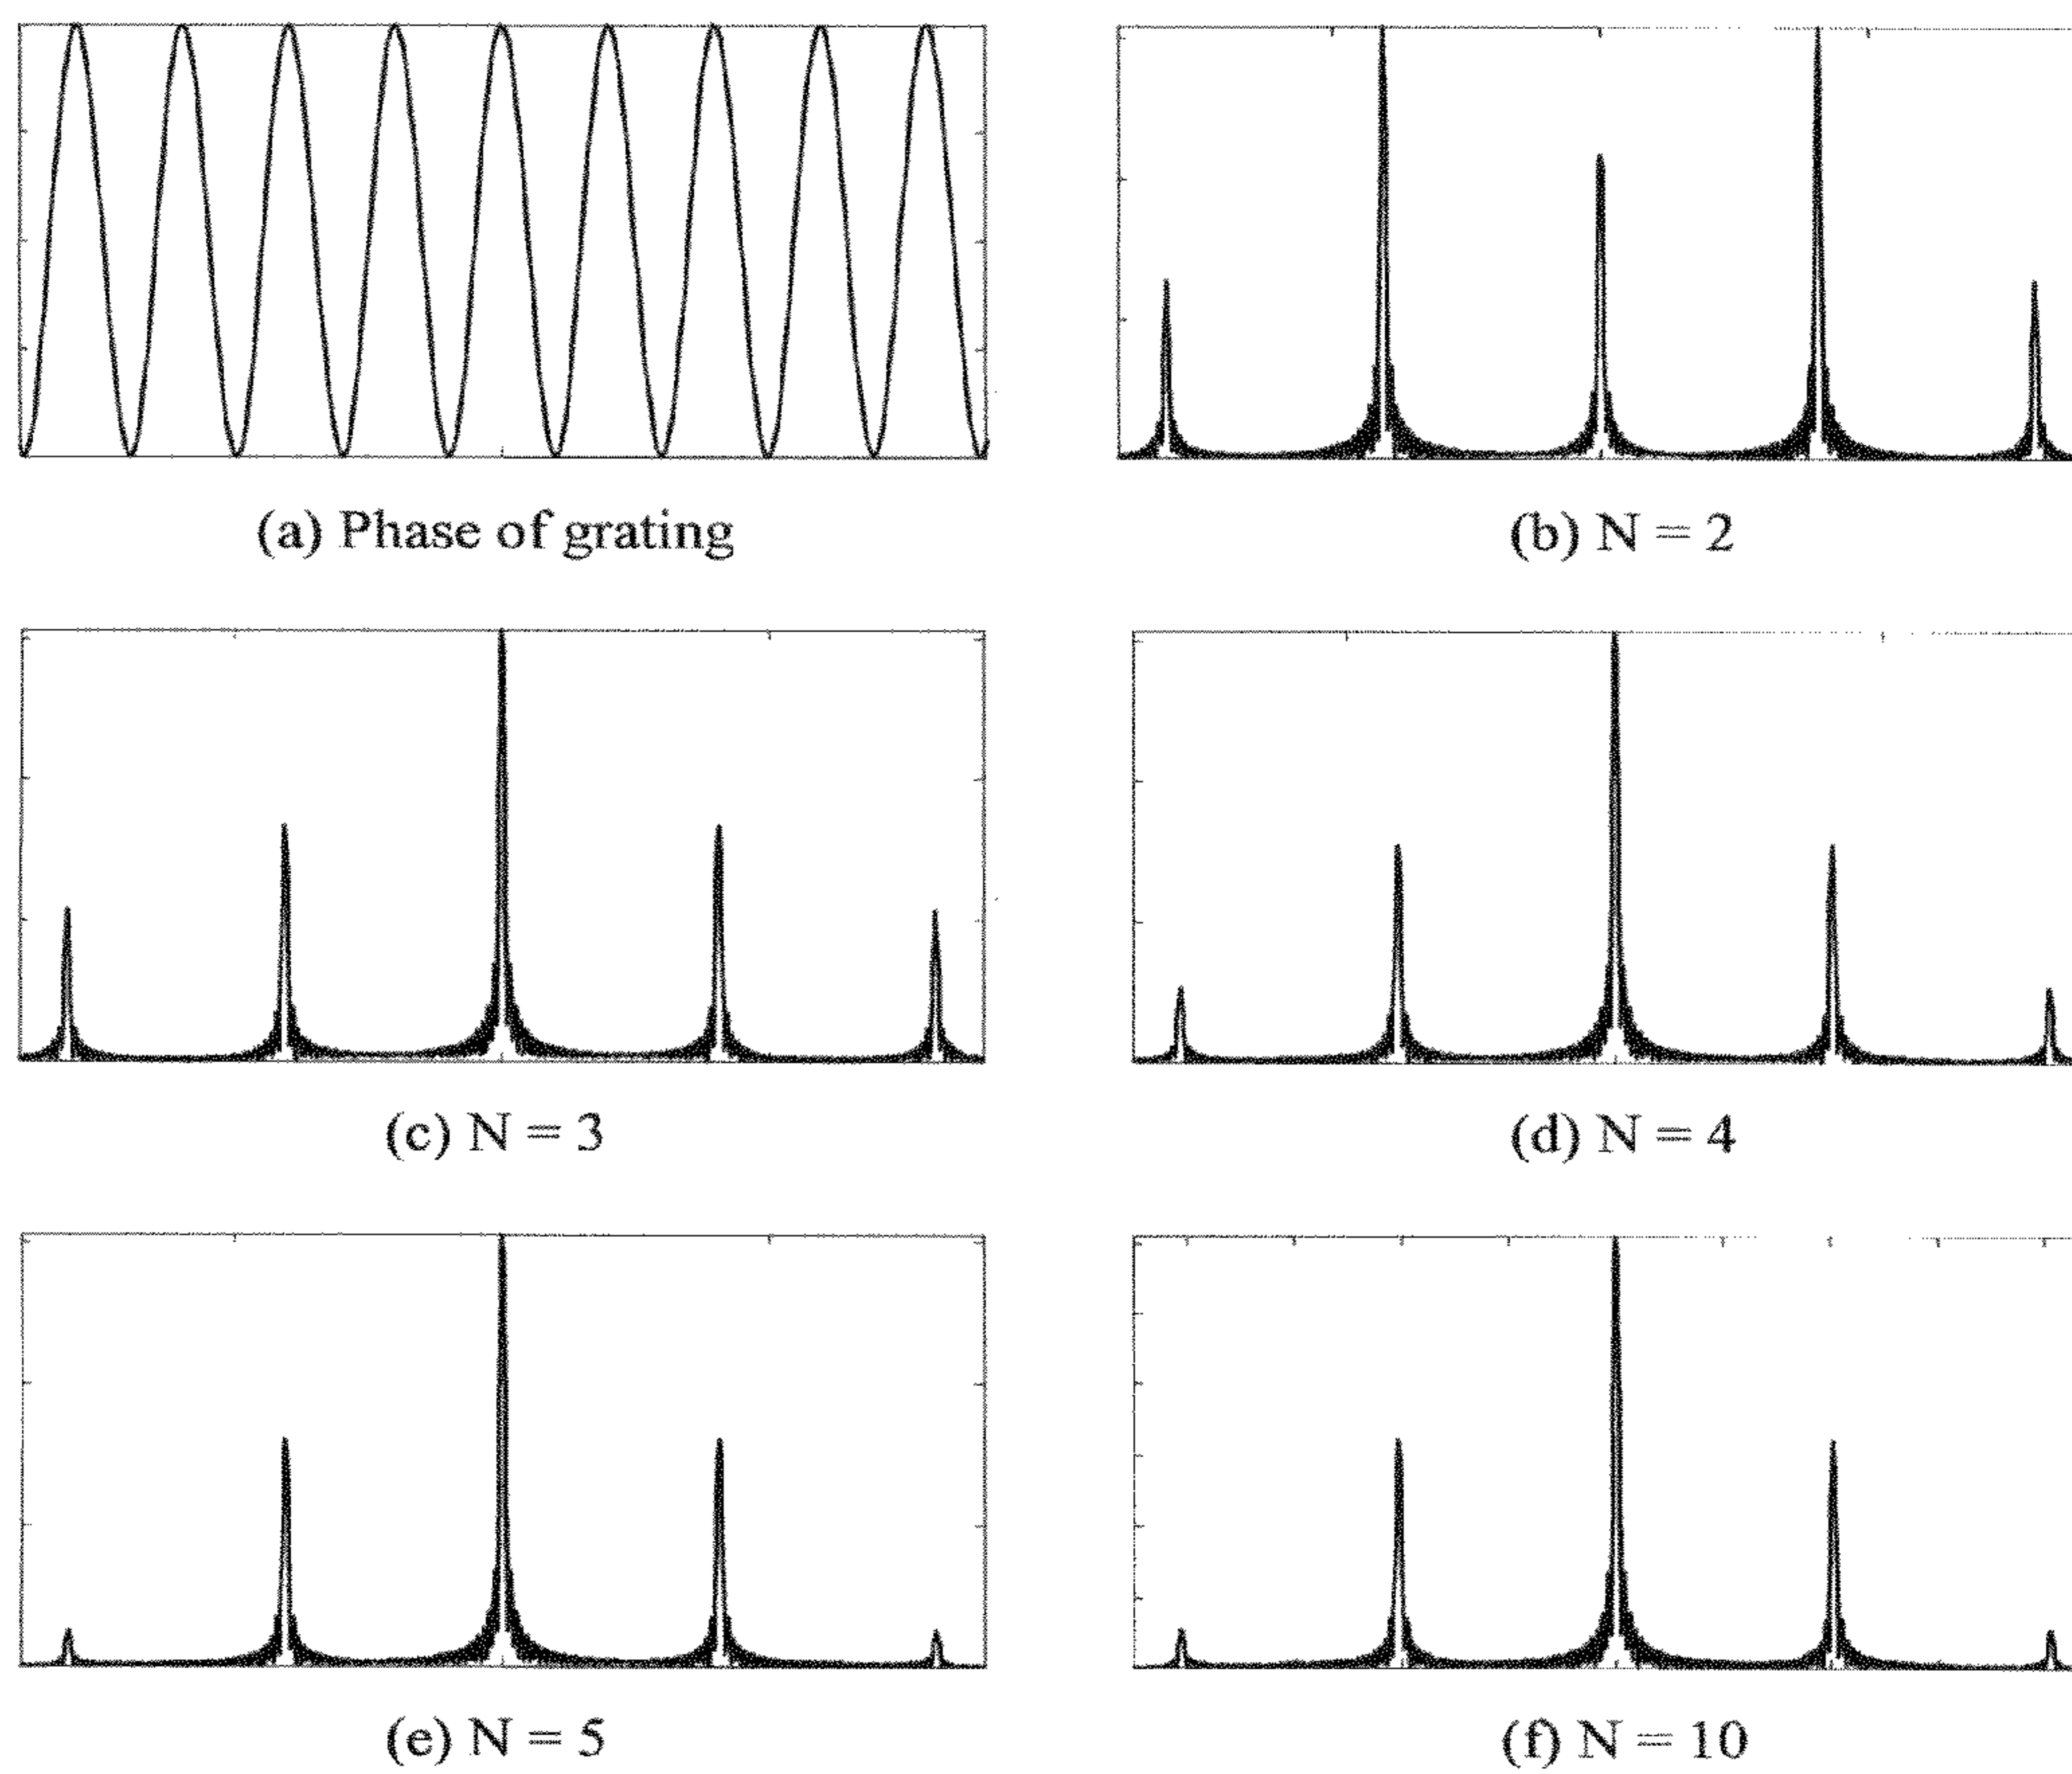 (a) Phase of grating
(b) N = 2
(c) N = 3
(d) N = 4
(e) N = 5
(f) N = 10